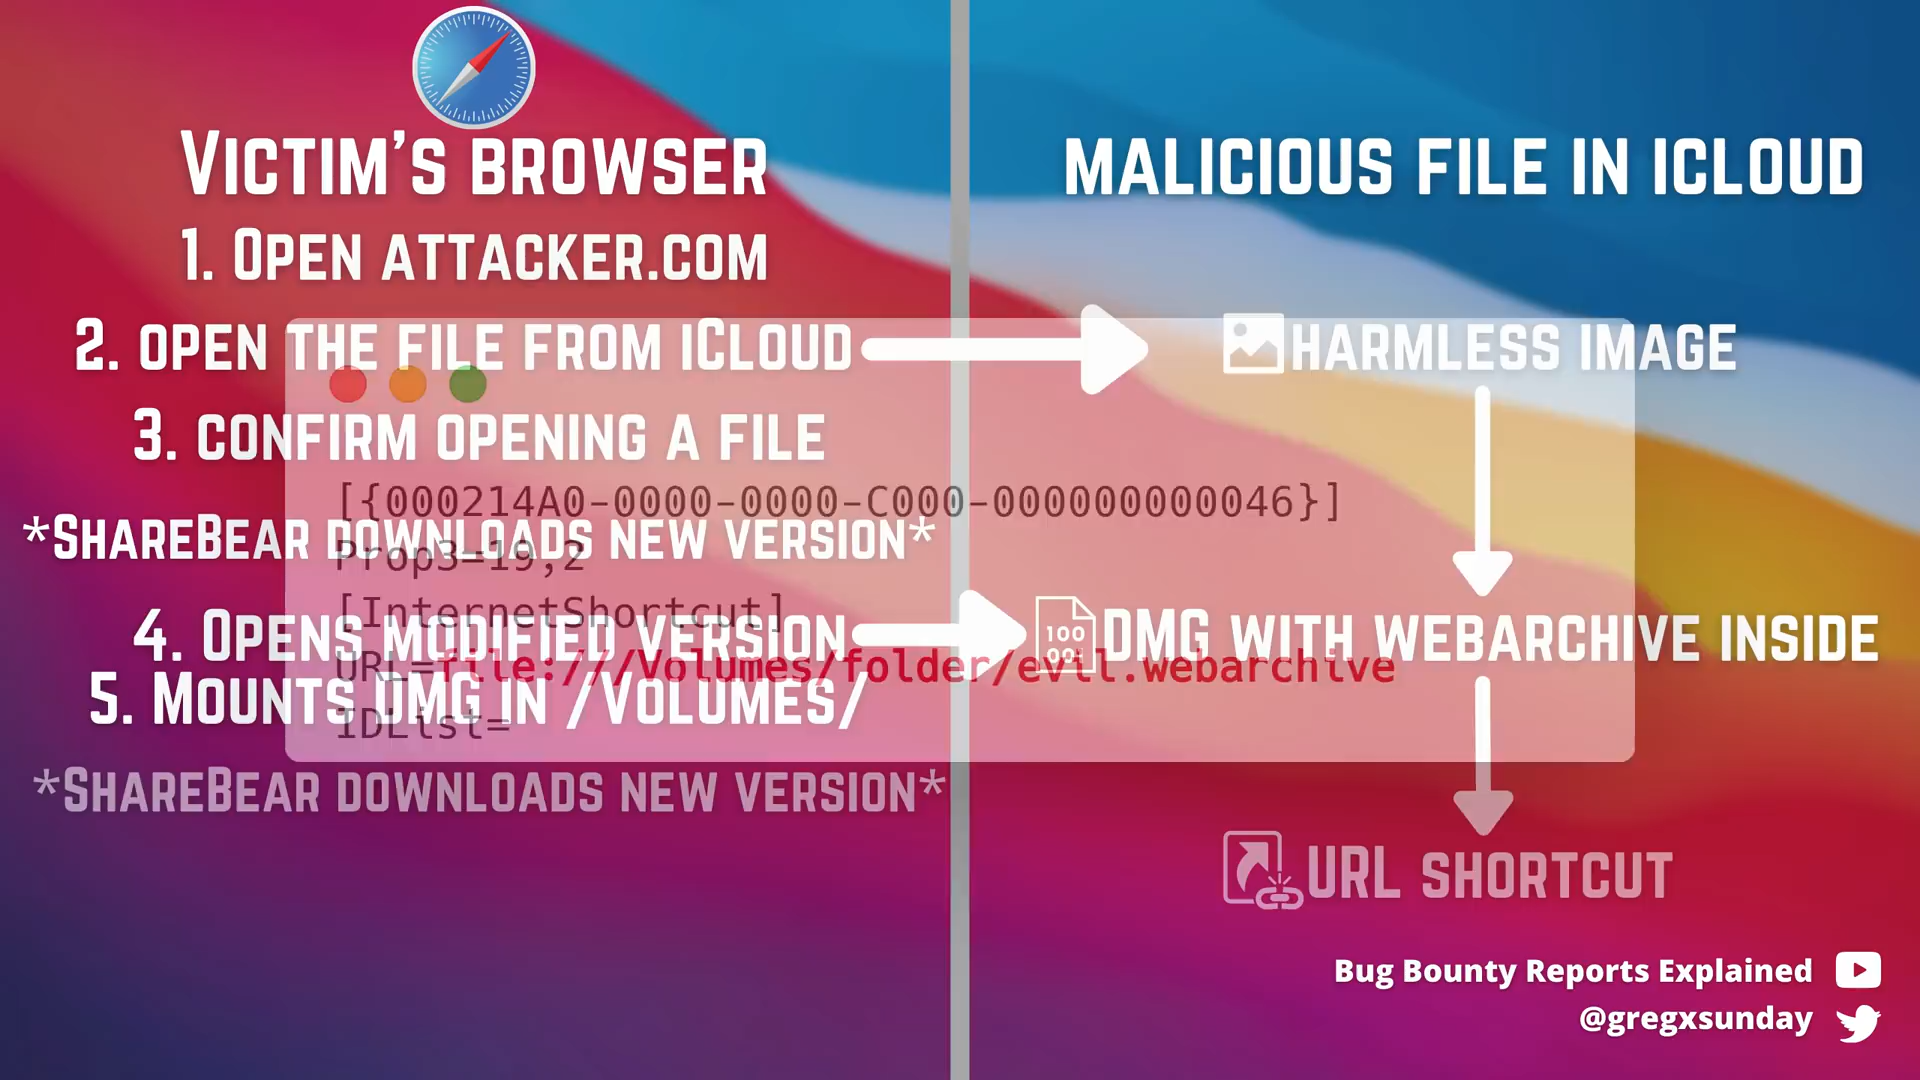 Victim's browser
1. Open attacker.com
2. open the file from iCloud
3. confirm opening a file
*ShareBear downloads new version*
4. Opens modified version
5. Mounts DMG in /Volumes/
*ShareBear downloads new version*
malicious file in iCloud
harmless image
100
001
DMG with webarchive inside
URL shortcut
[{000214A0-0000-0000-C000-000000000046}]
Prop3=19,2
[InternetShortcut]
URL=file:///Volumes/folder/evil.webarchive
IDList=
Bug Bounty Reports Explained
@gregxsunday